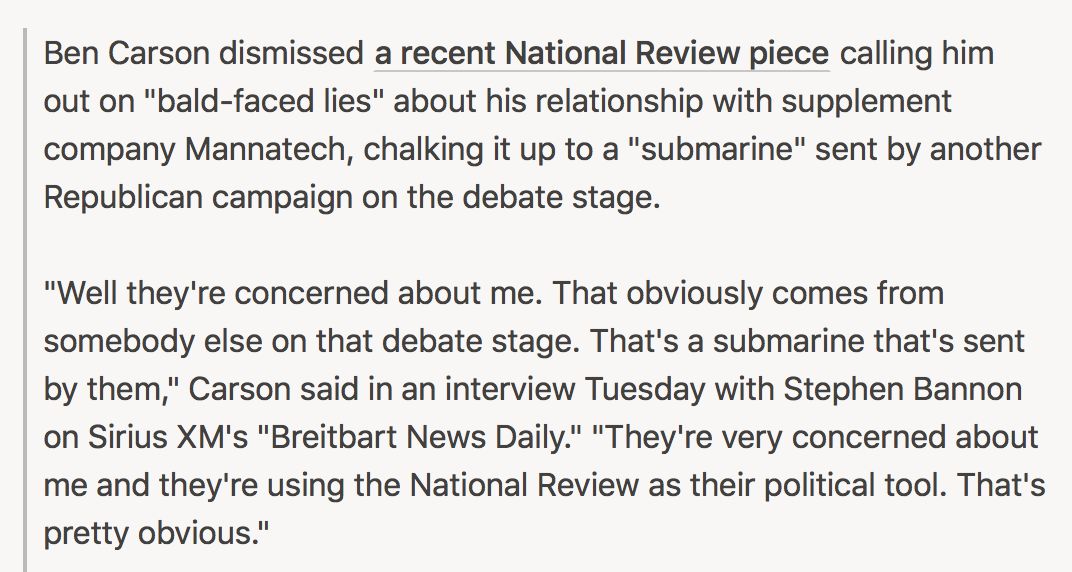 Ben Carson dismissed a recent National Review piece calling him
out on "bald-faced lies" about his relationship with supplement
company Mannatech, chalking it up to a "submarine" sent by another
Republican campaign on the debate stage.
"Well they're concerned about me. That obviously comes from
somebody else on that debate stage. That's a submarine that's sent
by them," Carson said in an interview Tuesday with Stephen Bannon
on Sirius XM's "Breitbart News Daily." "They're very concerned about
me and they're using the National Review as their political tool. That's
pretty obvious."